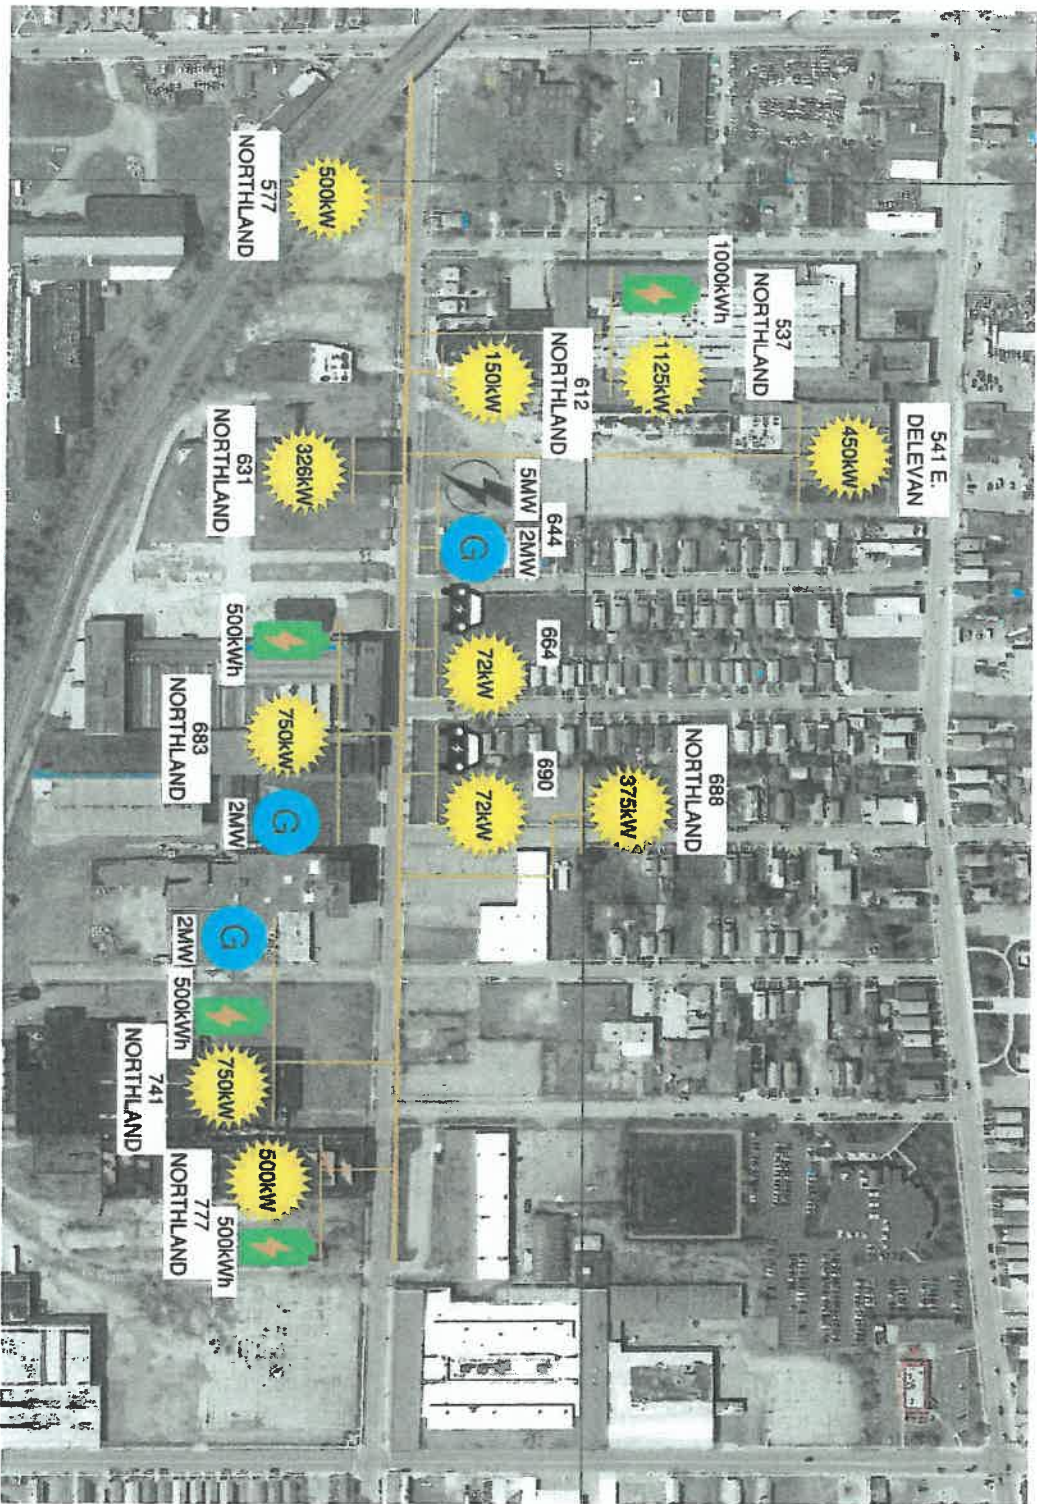 541 E.
DELEVAN
450kW
537
NORTHLAND
1000kWh
1125kW
688
NORTHLAND
375kW
612
NORTHLAND
150kW
644
5MW
2MW
G
664
72kW
690
72kW
500kW
577
NORTHLAND
326kW
631
NORTHLAND
500kWh
750kW
683
NORTHLAND
G
2MW
G
2MW
500kWh
750kW
741
NORTHLAND
500kW
777
NORTHLAND
500kWh